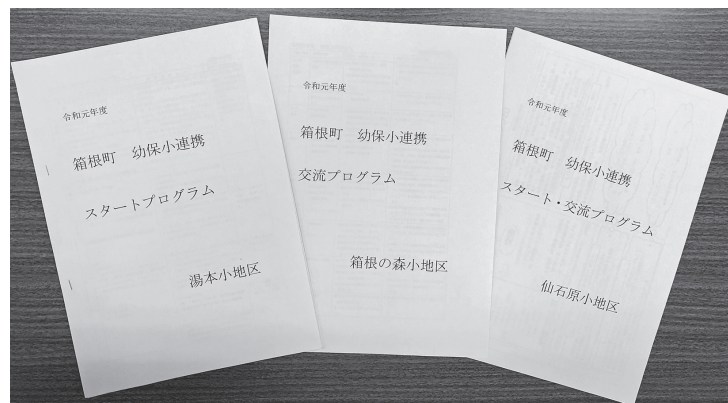 令和元年度
箱根町　幼保小連携
スタートプログラム
湯本小地区
令和元年度
箱根町　幼保小連携
交流プログラム
箱根の森小地区
令和元年度
箱根町　幼保小連携
スタート・交流プログラム
仙石原小地区